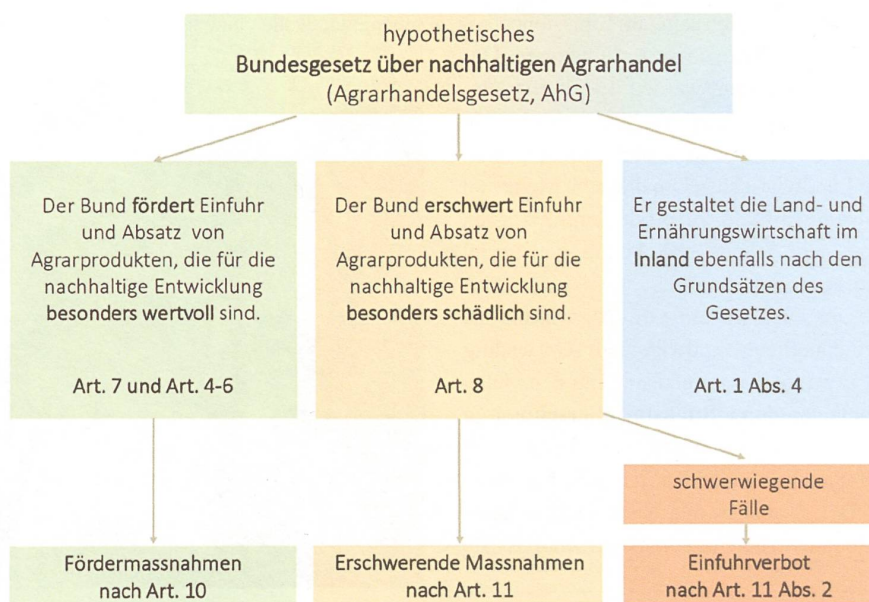 hypothetisches
Bundesgesetz über nachhaltigen Agrarhandel
(Agrarhandelsgesetz, AhG)
Der Bund fördert Einfuhr
und Absatz von
Agrarprodukten, die für die
nachhaltige Entwicklung
besonders wertvoll sind.
Art. 7 und Art. 4-6
Der Bund erschwert Einfuhr
und Absatz von
Agrarprodukten, die für die
nachhaltige Entwicklung
besonders schädlich sind.
Art. 8
Er gestaltet die Land- und
Ernährungswirtschaft im
Inland ebenfalls nach den
Grundsätzen des
Gesetzes.
Art. 1 Abs. 4
schwerwiegende
Fälle
Fördermassnahmen
nach Art. 10
Erschwerende Massnahmen
nach Art. 11
Einfuhrverbot
nach Art. 11 Abs. 2